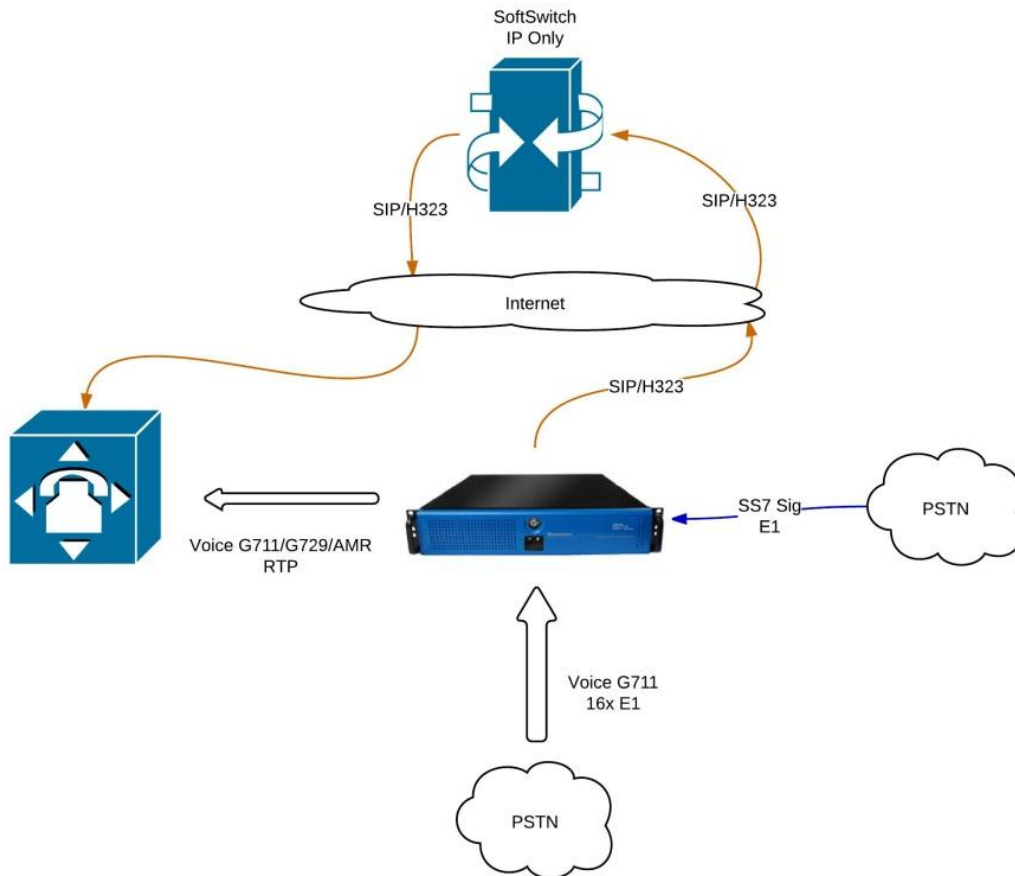 SoftSwitch
IP Only
SIP/H323
SIP/H323
Internet
SIP/H323
SS7 Sig
E1
PSTN
Voice G711/G729/AMR
RTP
Voice G711
16x E1
PSTN